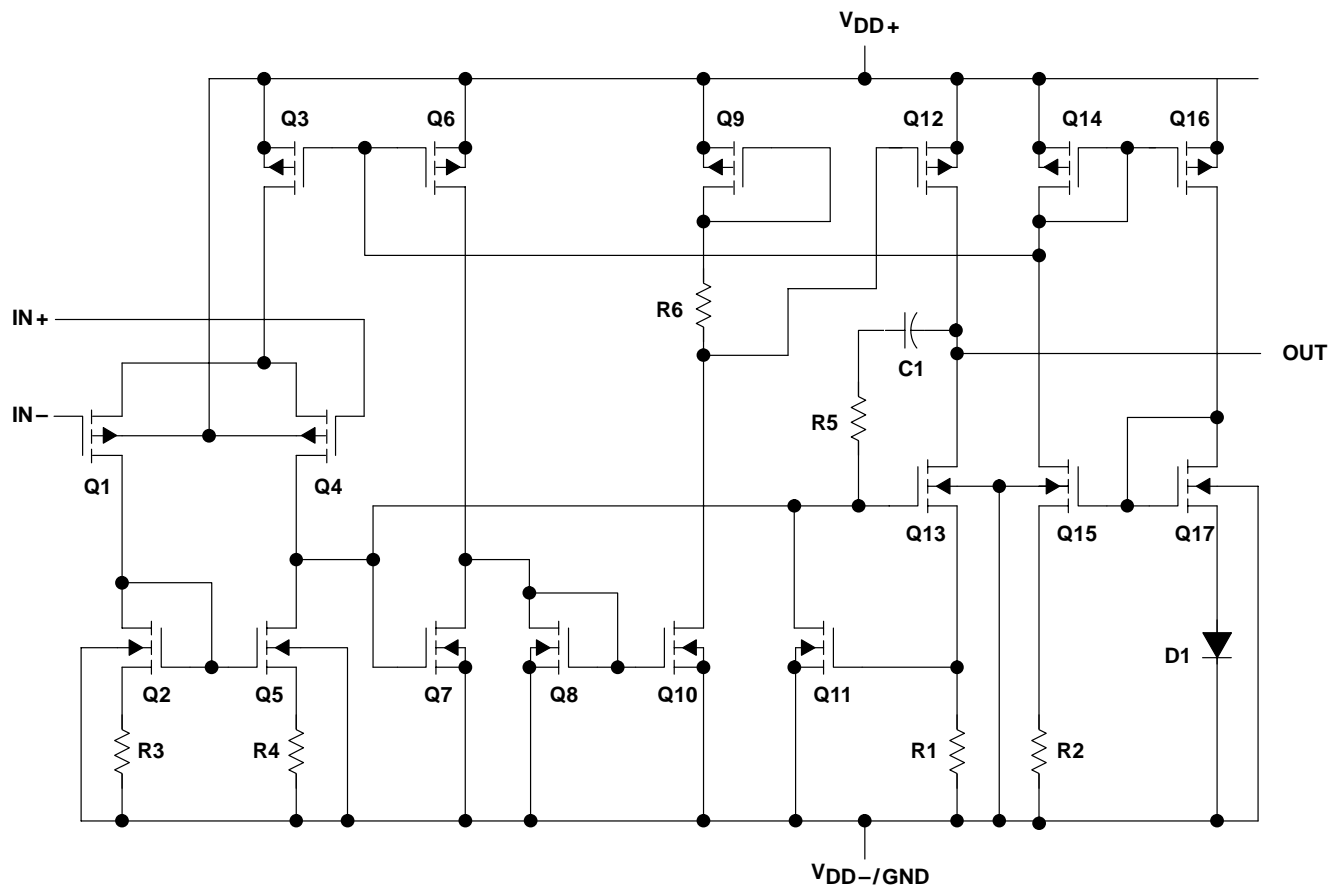 VDD+
Q3
Q6
Q9
Q12
Q14
Q16
IN+
R6
OUT
C1
IN−
R5
Q1
Q4
Q13
Q15
Q17
Q2
Q5
Q7
Q8
Q10
Q11
D1
R3
R4
R1
R2
VDD−/GND